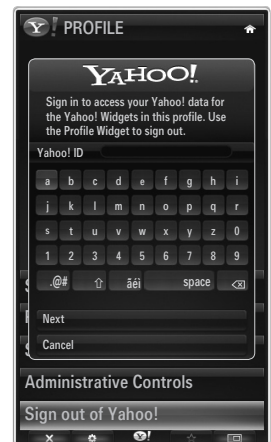 Y! PROFILE
YAHOO!
Sign in to access your Yahoo! data for
the Yahoo! Widgets in this profile. Use
the Profile Widget to sign out.
Yahoo! ID
a b c d e f g h i
j k l m n o p q r
s t u v w x y z 0
1 2 3 4 5 6 7 8 9
.@# ⇧ äéi space ⌫
S
Next
S
Cancel
Administrative Controls
Sign out of Yahoo!
Y!